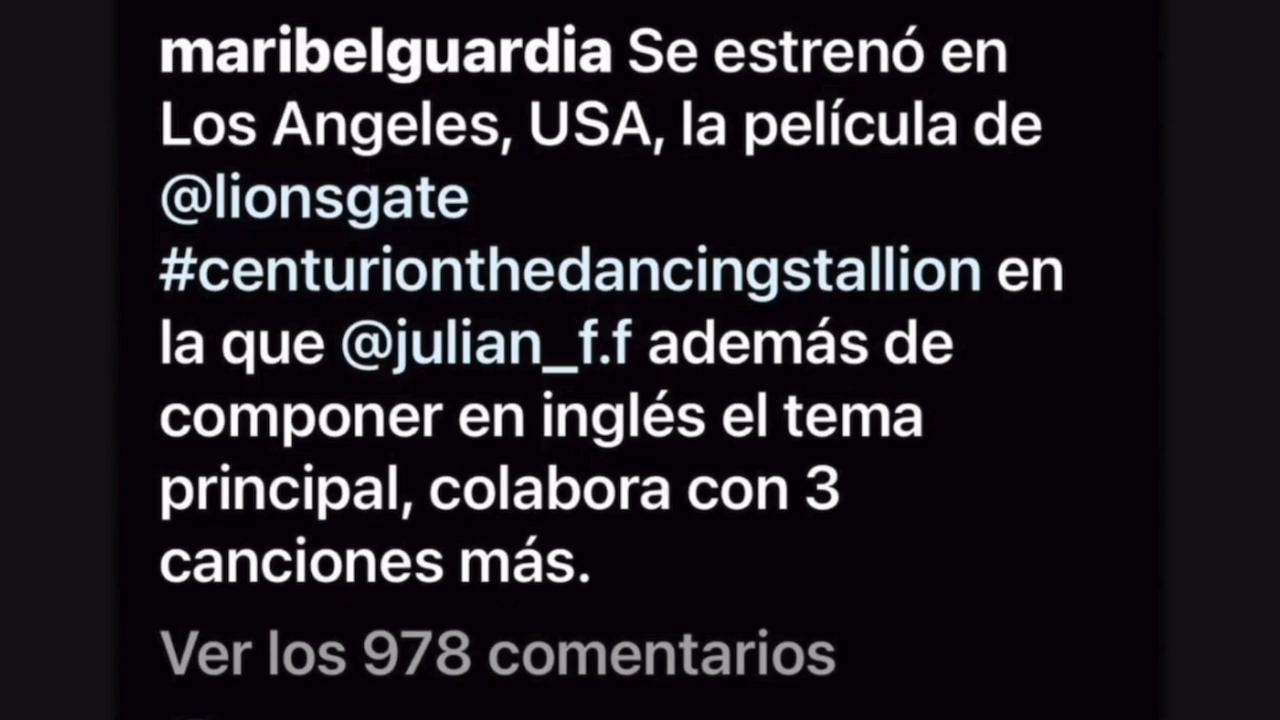 maribelguardia Se estrenó en
Los Angeles, USA, la película de
@lionsgate
#centurionthedancingstallion en
la que @julian_f.f además de
componer en inglés el tema
principal, colabora con 3
canciones más.
Ver los 978 comentarios